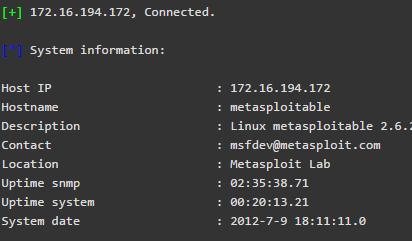 [+] 172.16.194.172, Connected.
[*] System information:
Host IP : 172.16.194.172
Hostname : metasploitable
Description : Linux metasploitable 2.6.2
Contact : msfdev@metasploit.com
Location : Metasploit Lab
Uptime snmp : 02:35:38.71
Uptime system : 00:20:13.21
System date : 2012-7-9 18:11:11.0